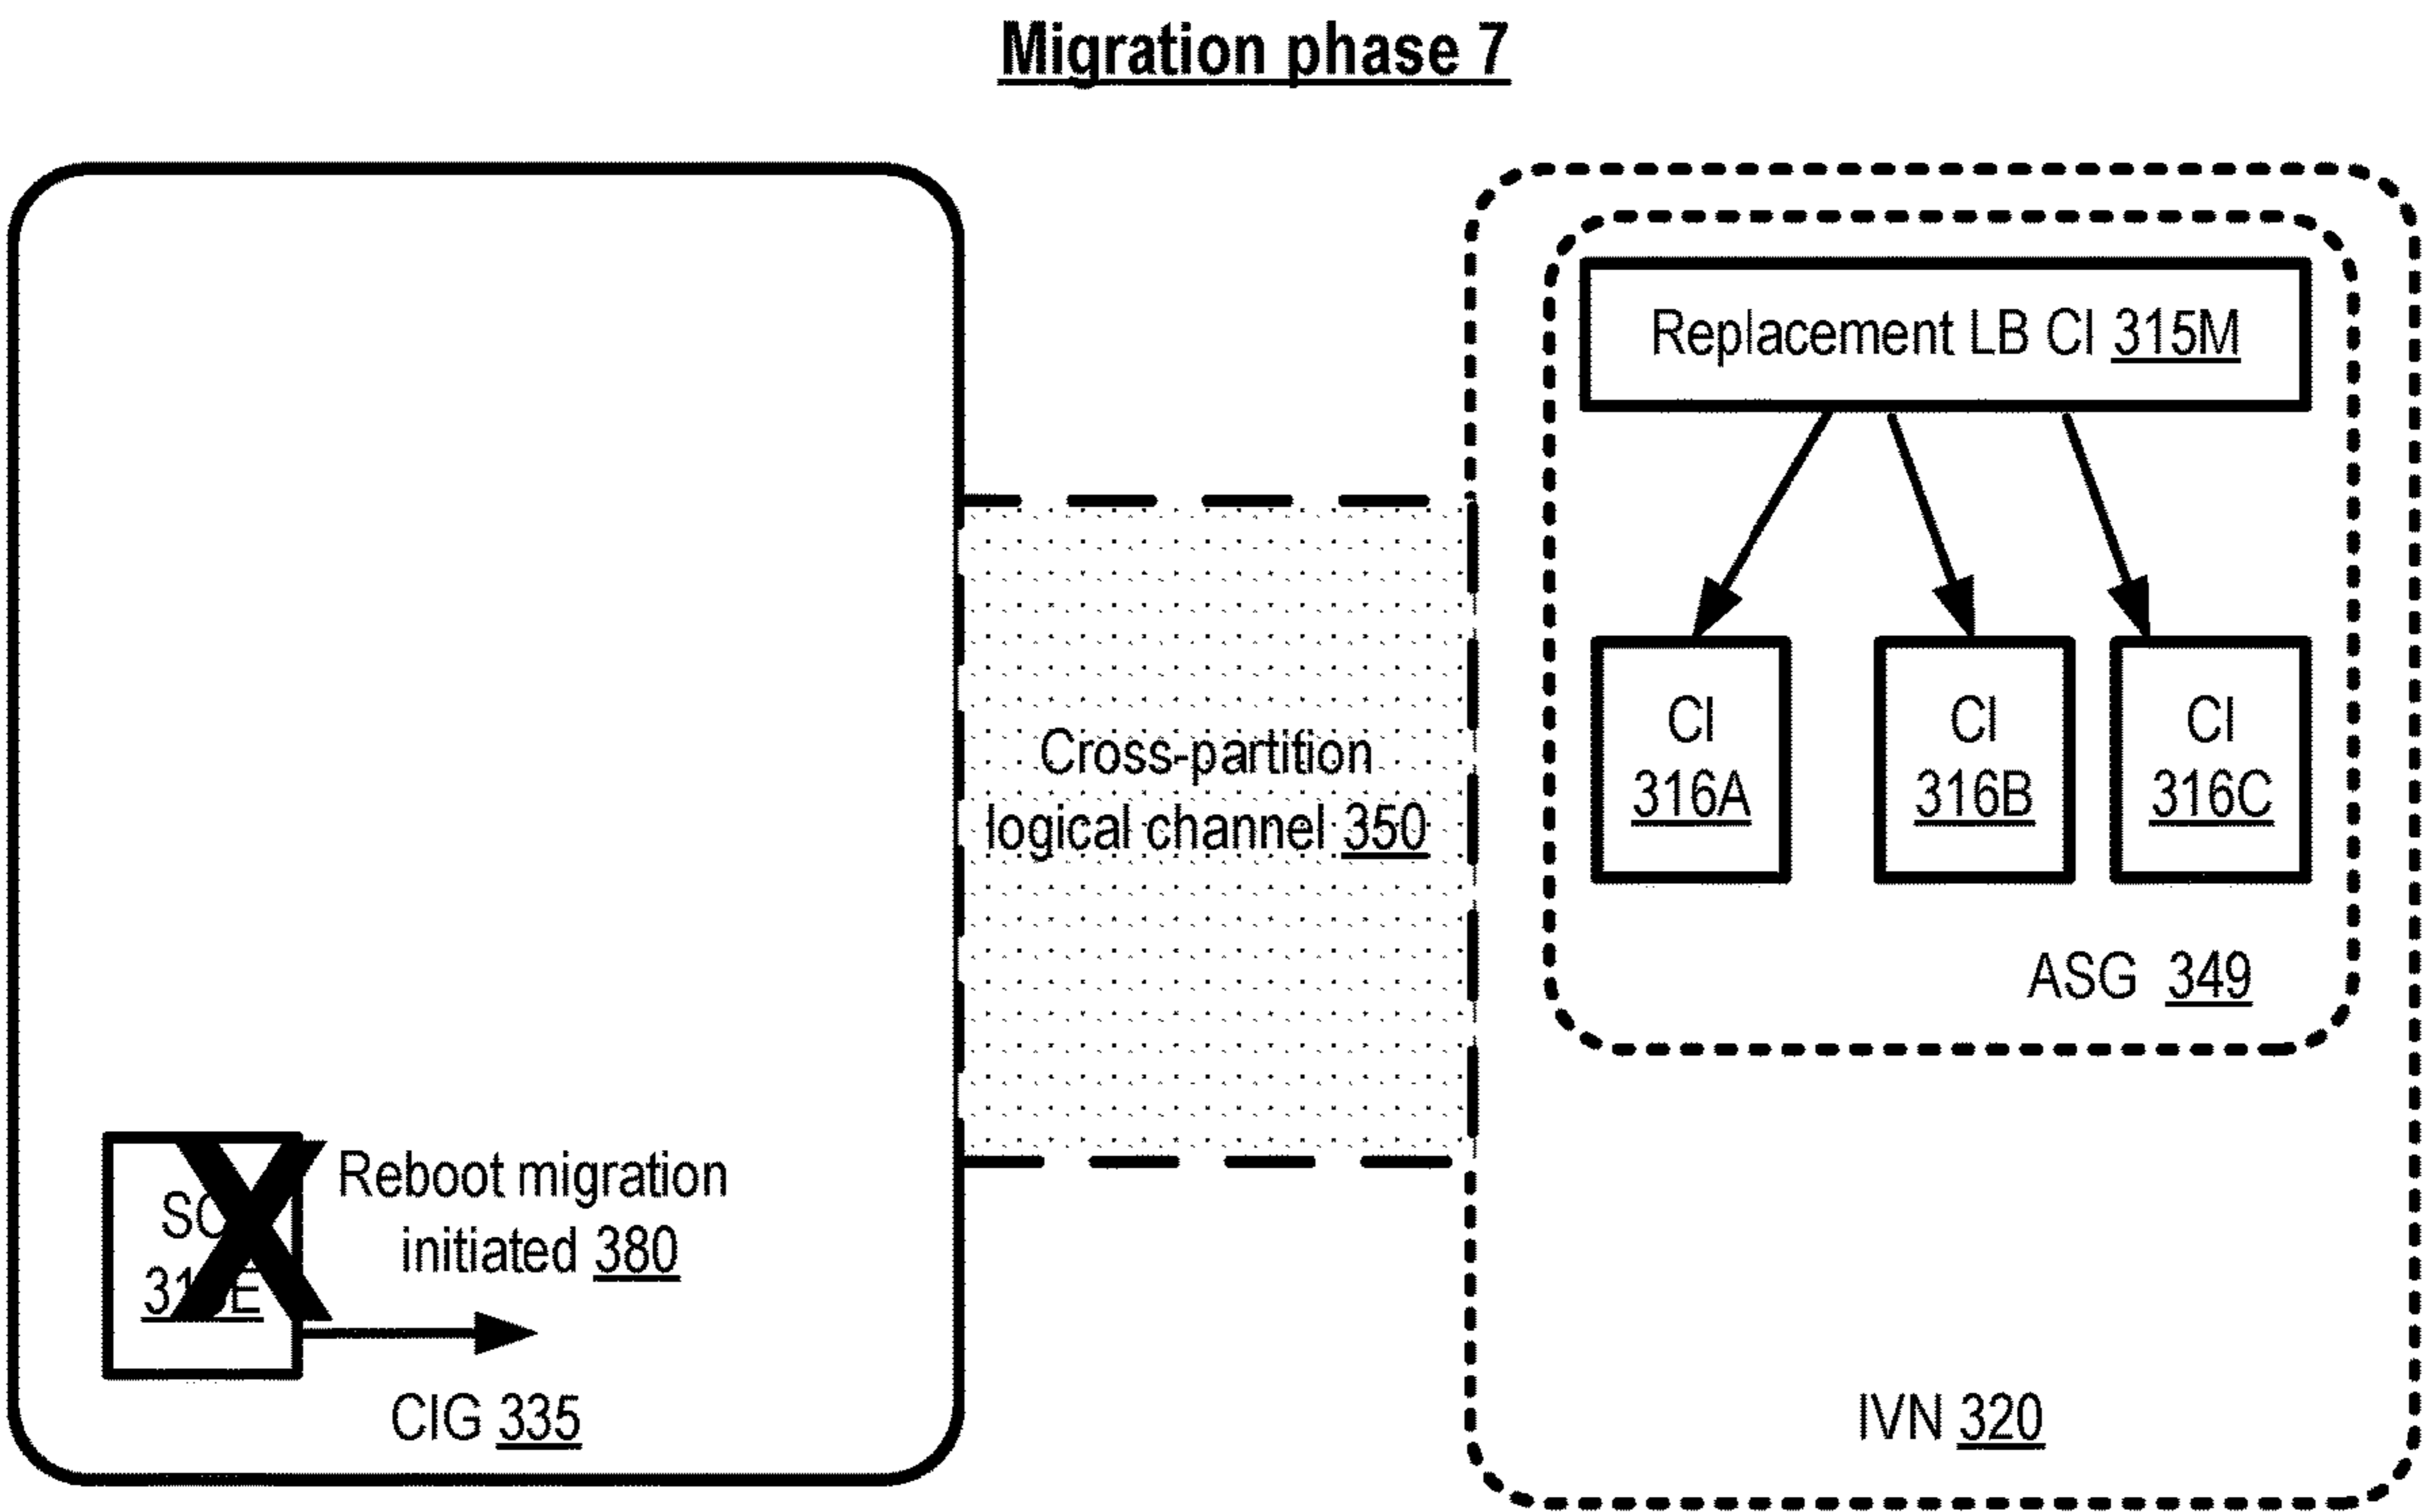 Migration phase 7
Replacement LB CI 315M
CI
316A
CI
316B
CI
316C
Cross-partition
logical channel 350
ASG 349
Reboot migration
initiated 380
CIG 335
IVN 320